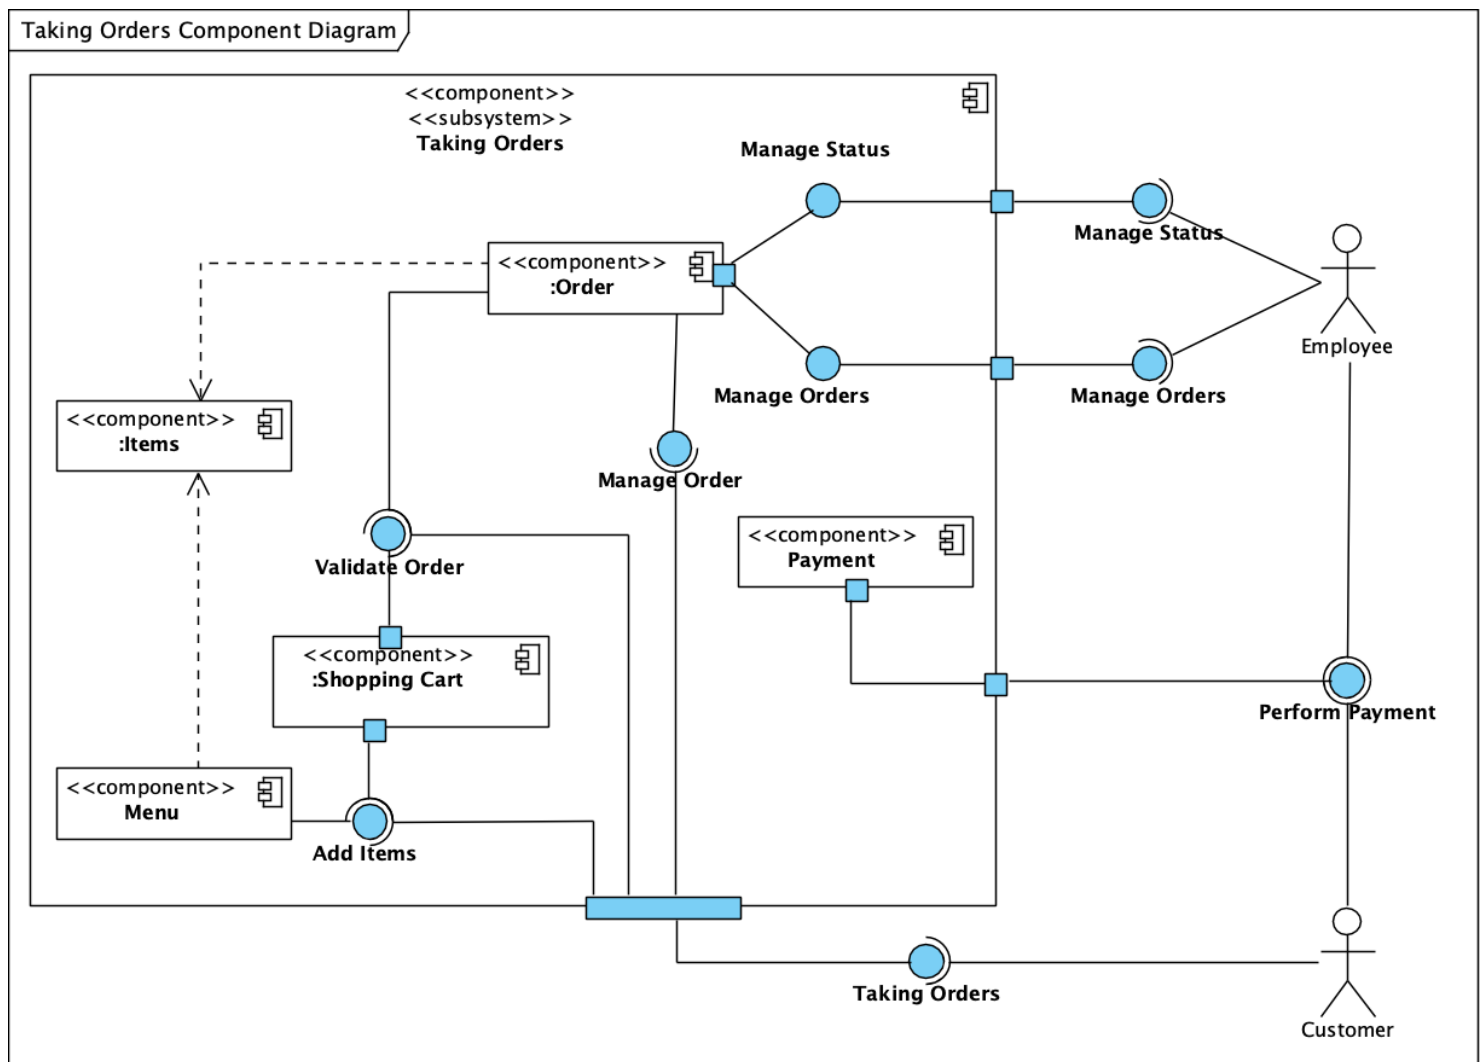 Taking Orders Component Diagram
<<component>>
<<subsystem>>
Taking Orders
Manage Status
Manage Status
<<component>>
:Order
Employee
Manage Orders
Manage Orders
<<component>>
:Items
Manage Order
<<component>>
Payment
Validate Order
<<component>>
:Shopping Cart
Perform Payment
<<component>>
Menu
Add Items
Taking Orders
Customer